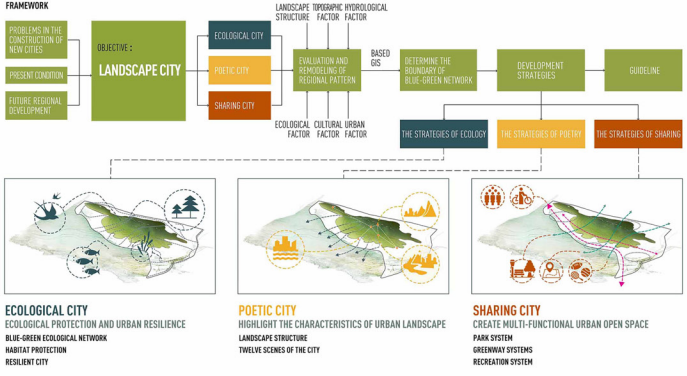 FRAMEWORK
PROBLEMS IN THE
CONSTRUCTION OF
NEW CITIES
PRESENT CONDITION
FUTURE REGIONAL
DEVELOPMENT
OBJECTIVE :
LANDSCAPE CITY
ECOLOGICAL CITY
POETIC CITY
SHARING CITY
LANDSCAPE STRUCTURE
TOPOGRAPHIC FACTOR
HYDROLOGICAL FACTOR
EVALUATION AND
REMODELING OF
REGIONAL PATTERN
ECOLOGICAL FACTOR
CULTURAL FACTOR
URBAN FACTOR
BASED
GIS
DETERMINE THE
BOUNDARY OF
BLUE-GREEN NETWORK
DEVELOPMENT
STRATEGIES
GUIDELINE
THE STRATEGIES OF ECOLOGY
THE STRATEGIES OF POETRY
THE STRATEGIES OF SHARING
ECOLOGICAL CITY
ECOLOGICAL PROTECTION AND URBAN RESILIENCE
BLUE-GREEN ECOLOGICAL NETWORK
HABITAT PROTECTION
RESILIENT CITY
POETIC CITY
HIGHLIGHT THE CHARACTERISTICS OF URBAN LANDSCAPE
LANDSCAPE STRUCTURE
TWELVE SCENES OF THE CITY
SHARING CITY
CREATE MULTI-FUNCTIONAL URBAN OPEN SPACE
PARK SYSTEM
GREENWAY SYSTEMS
RECREATION SYSTEM